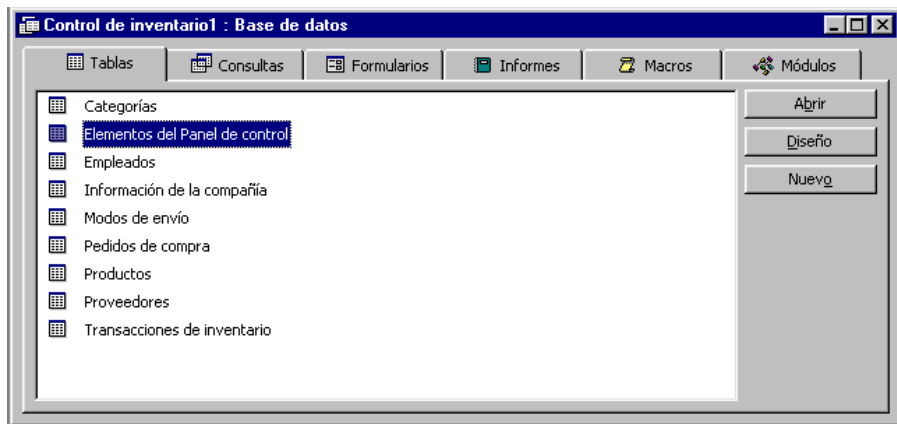 Control de inventario1 : Base de datos
Tablas Consultas Formularios Informes Macros Módulos
Categorías
Elementos del Panel de control
Empleados
Información de la compañía
Modos de envío
Pedidos de compra
Productos
Proveedores
Transacciones de inventario
Abrir
Diseño
Nuevo